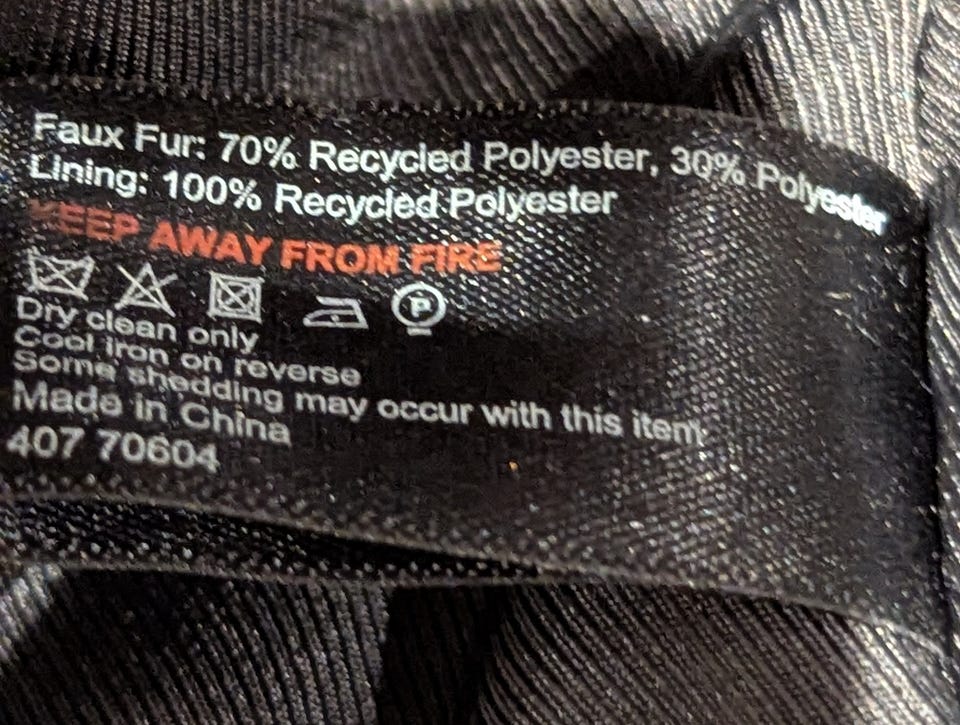 Faux Fur: 70% Recycled Polyester, 30% Polyester
Lining: 100% Recycled Polyester
KEEP AWAY FROM FIRE
P
Dry clean only
Cool iron on reverse
Some shedding may occur with this item
Made in China
407 70604